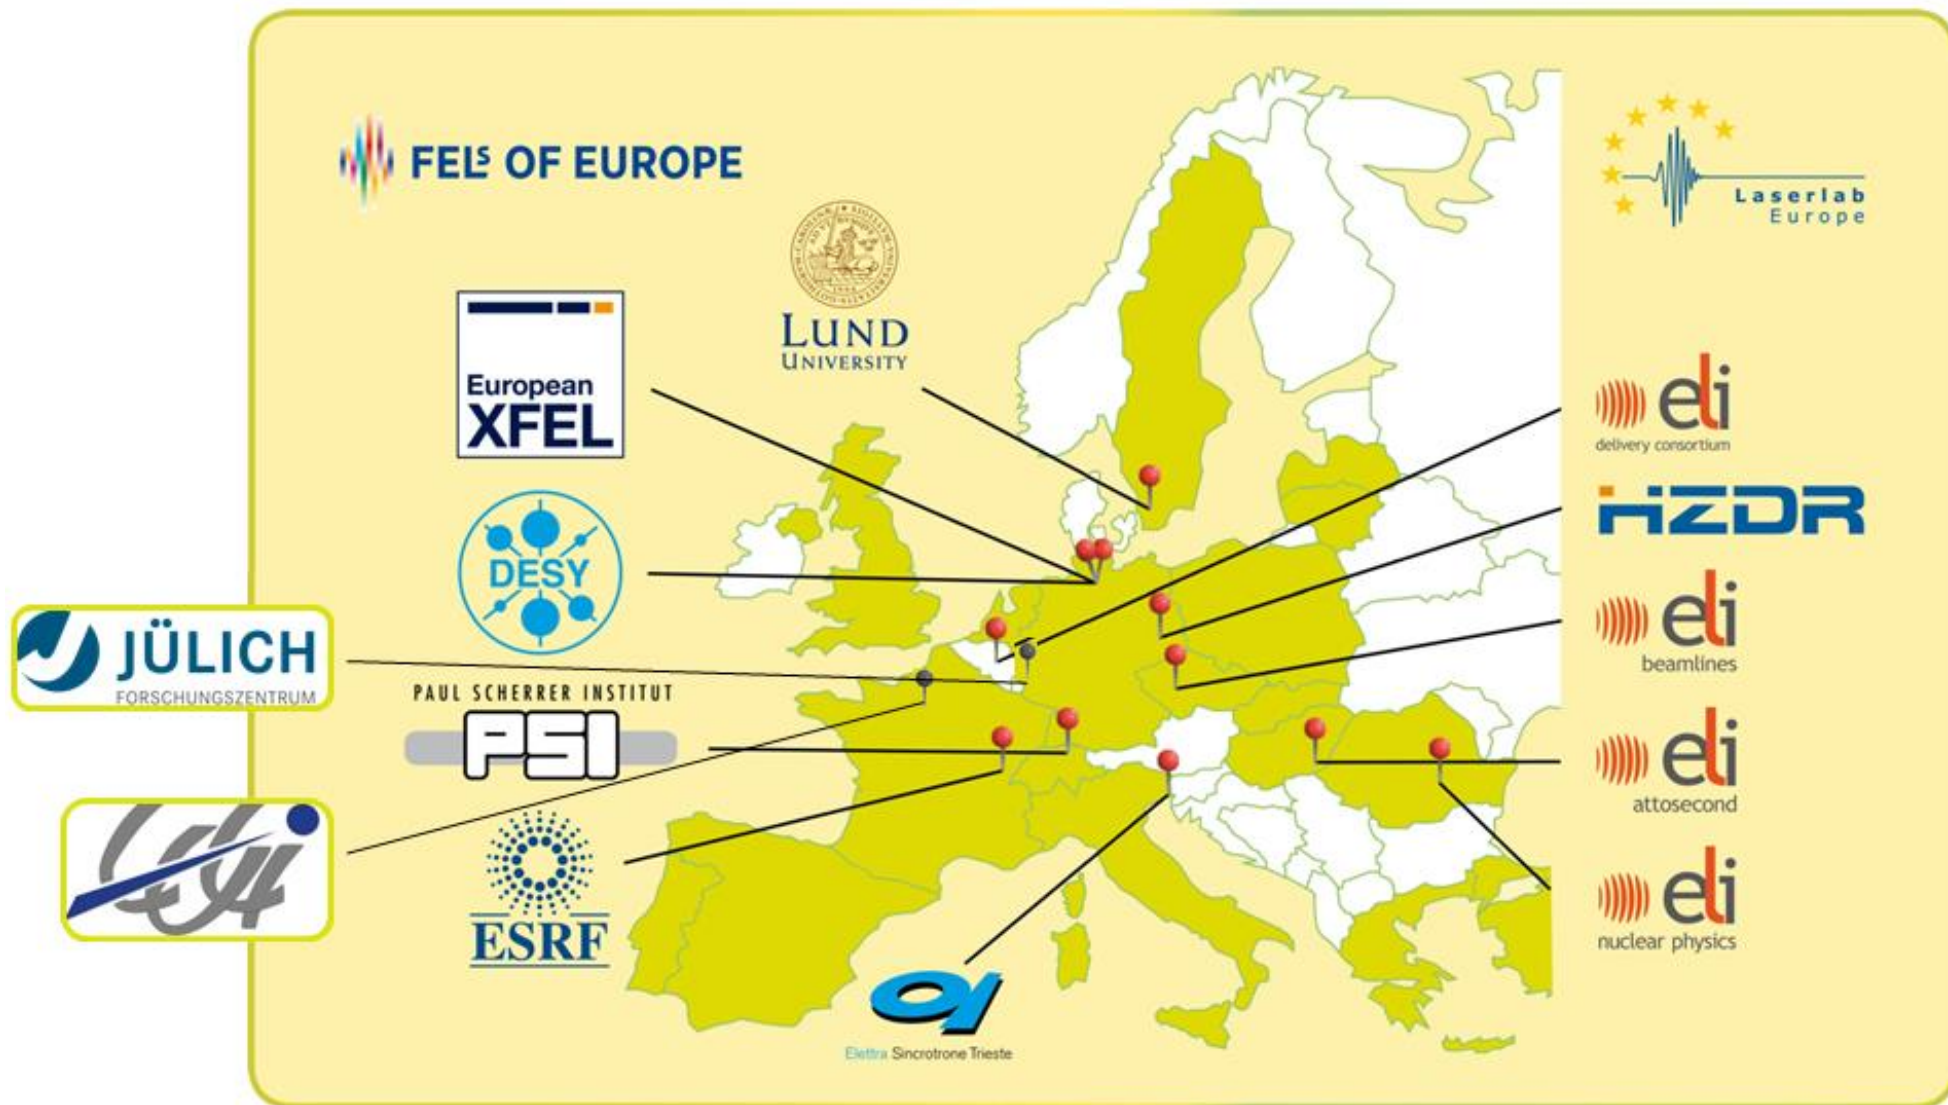 FELs OF EUROPE
Laserlab
Europe
LUND
UNIVERSITY
European
XFEL
DESY
JÜLICH
FORSCHUNGSZENTRUM
PAUL SCHERRER INSTITUT
PSI
ESRF
Elettra Sincrotrone Trieste
eli
delivery consortium
HZDR
eli
beamlines
eli
attosecond
eli
nuclear physics